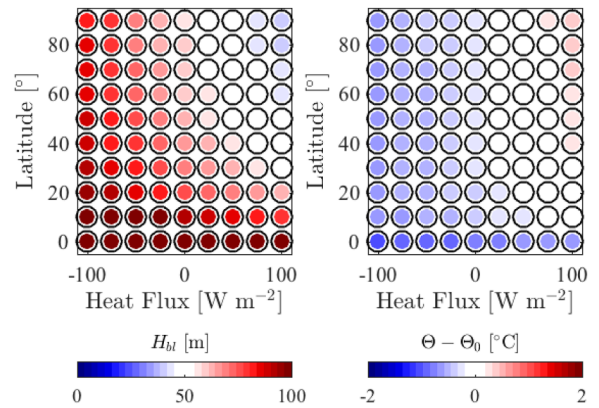 80
60
40
20
0
Latitude [°]
-100 0 100
Heat Flux [W m⁻²]
H_bl [m]
0 50 100
80
60
40
20
0
Latitude [°]
-100 0 100
Heat Flux [W m⁻²]
Θ − Θ₀ [°C]
-2 0 2